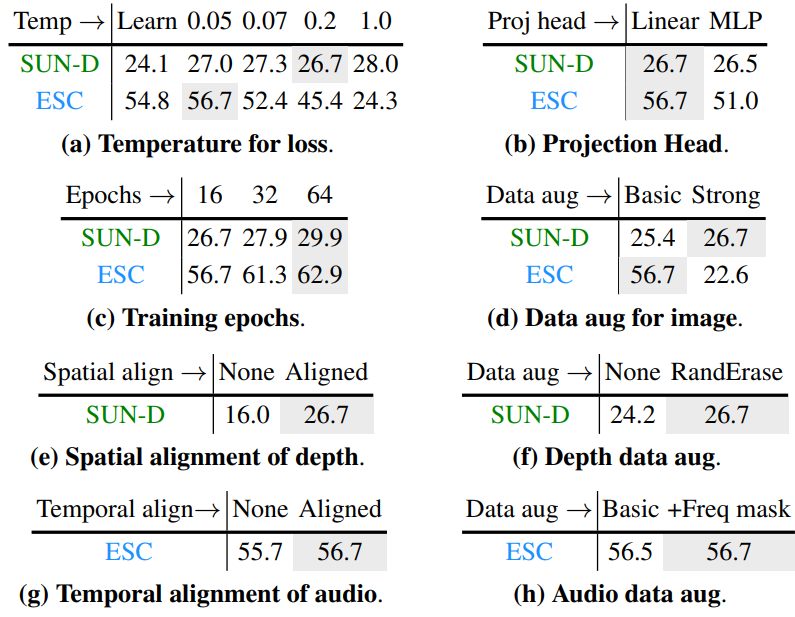 Temp → Learn 0.05 0.07 0.2 1.0
SUN-D 24.1 27.0 27.3 26.7 28.0
ESC 54.8 56.7 52.4 45.4 24.3
(a) Temperature for loss.
Proj head → Linear MLP
SUN-D 26.7 26.5
ESC 56.7 51.0
(b) Projection Head.
Epochs → 16 32 64
SUN-D 26.7 27.9 29.9
ESC 56.7 61.3 62.9
(c) Training epochs.
Data aug → Basic Strong
SUN-D 25.4 26.7
ESC 56.7 22.6
(d) Data aug for image.
Spatial align → None Aligned
SUN-D 16.0 26.7
(e) Spatial alignment of depth.
Data aug → None RandErase
SUN-D 24.2 26.7
(f) Depth data aug.
Temporal align→ None Aligned
ESC 55.7 56.7
(g) Temporal alignment of audio.
Data aug → Basic +Freq mask
ESC 56.5 56.7
(h) Audio data aug.